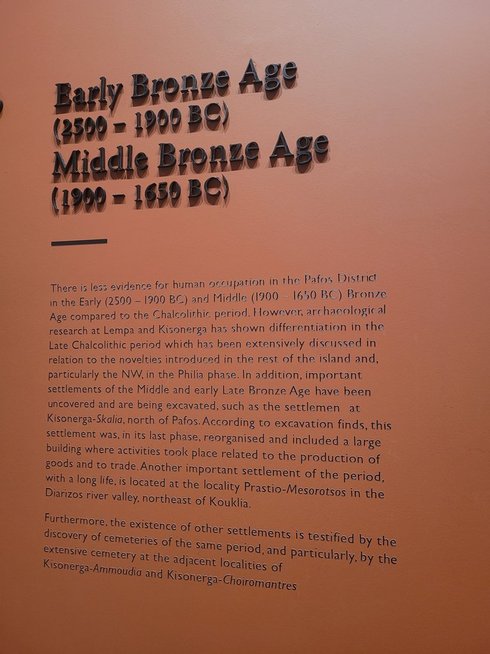 Early Bronze Age
(2500 – 1900 BC)
Middle Bronze Age
(1900 – 1650 BC)
There is less evidence for human occupation in the Pafos District
in the Early (2500 – 1900 BC) and Middle (1900 – 1650 BC) Bronze
Age compared to the Chalcolithic period. However, archaeological
research at Lempa and Kisonerga has shown differentiation in the
Late Chalcolithic period which has been extensively discussed in
relation to the novelties introduced in the rest of the island and,
particularly the NW, in the Philia phase. In addition, important
settlements of the Middle and early Late Bronze Age have been
uncovered and are being excavated, such as the settlemen at
Kisonerga-Skalia, north of Pafos. According to excavation finds, this
settlement was, in its last phase, reorganised and included a large
building where activities took place related to the production of
goods and to trade. Another important settlement of the period,
with a long life, is located at the locality Prastio-Mesorotsos in the
Diarizos river valley, northeast of Kouklia.
Furthermore, the existence of other settlements is testified by the
discovery of cemeteries of the same period, and particularly, by the
extensive cemetery at the adjacent localities of
Kisonerga-Ammoudia and Kisonerga-Choiromantres